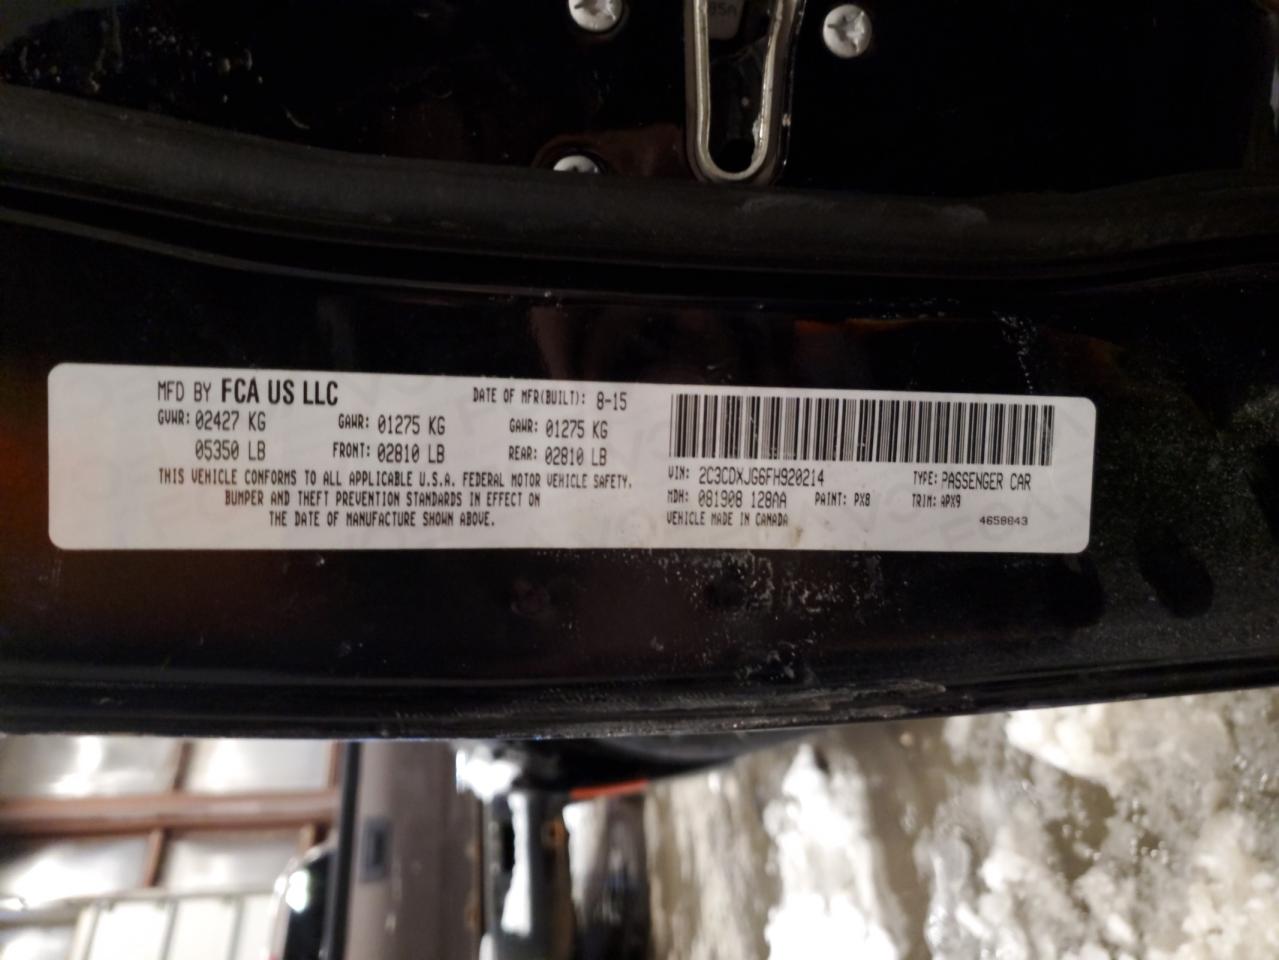 MFD BY FCA US LLC DATE OF MFR(BUILT): 8-15
GVWR: 02427 KG GAWR: 01275 KG GAWR: 01275 KG
05350 LB FRONT: 02810 LB REAR: 02810 LB
THIS VEHICLE CONFORMS TO ALL APPLICABLE U.S.A. FEDERAL MOTOR VEHICLE SAFETY,
BUMPER AND THEFT PREVENTION STANDARDS IN EFFECT ON
THE DATE OF MANUFACTURE SHOWN ABOVE.
VIN: 2C3CDXJG6FH920214 TYPE: PASSENGER CAR
MDH: 081908 128AA PAINT: PX8 TRIM: APX9
VEHICLE MADE IN CANADA 4658843